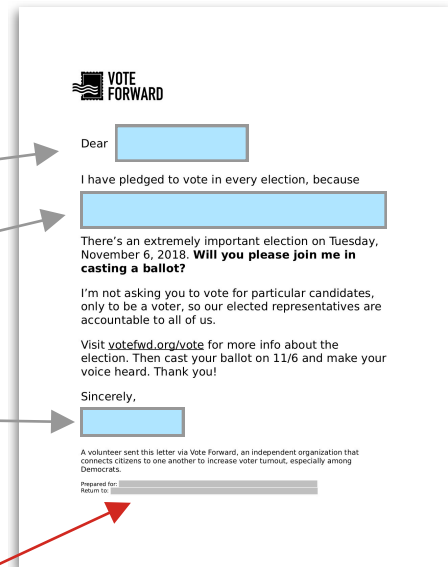 VOTE
FORWARD
Dear
I have pledged to vote in every election, because
There's an extremely important election on Tuesday,
November 6, 2018. Will you please join me in
casting a ballot?
I'm not asking you to vote for particular candidates,
only to be a voter, so our elected representatives are
accountable to all of us.
Visit votefwd.org/vote for more info about the
election. Then cast your ballot on 11/6 and make your
voice heard. Thank you!
Sincerely,
A volunteer sent this letter via Vote Forward, an independent organization that
connects citizens to one another to increase voter turnout, especially among
Democrats.
Prepared for:
Return to: